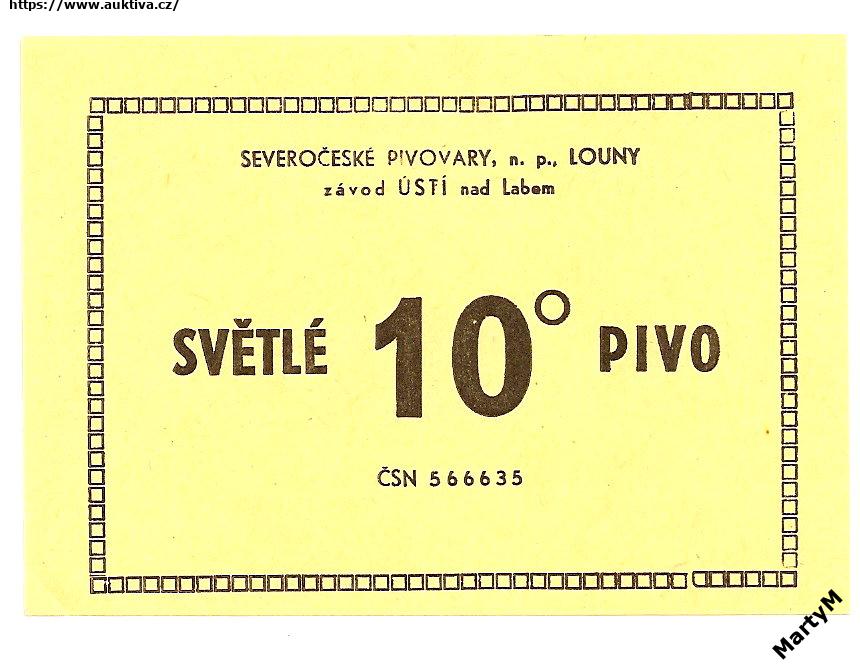 https://www.auktiva.cz/
SEVEROČESKÉ PIVOVARY, n. p., LOUNY
závod ÚSTÍ nad Labem
SVĚTLÉ 10° PIVO
ČSN 566635
MartyM